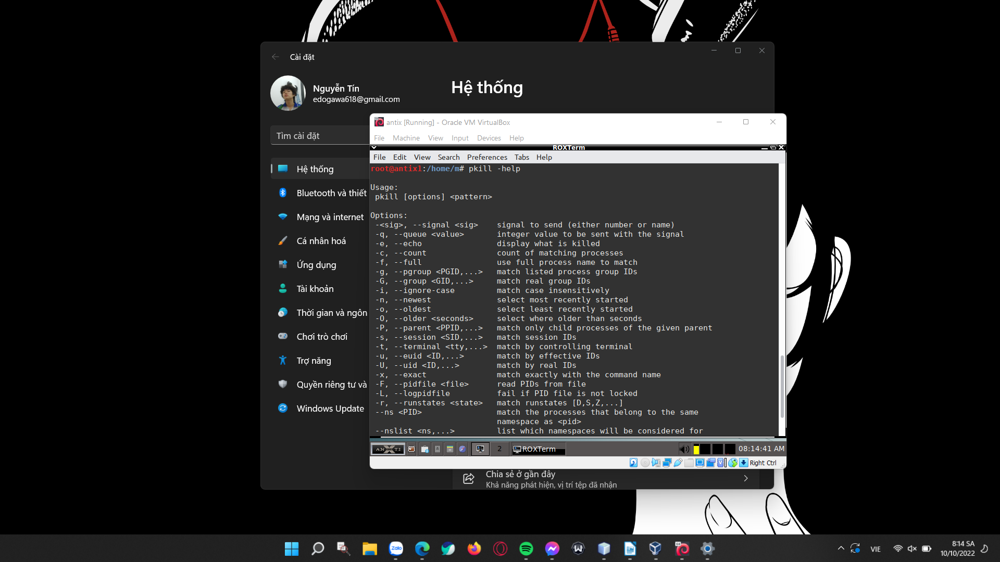 Cài đặt
Nguyễn Tín
edogawa618@gmail.com
Hệ thống
Tìm cài đặt
Hệ thống
Bluetooth và thiết
Mạng và internet
Cá nhân hoá
Ứng dụng
Tài khoản
Thời gian và ngôn
Chơi trò chơi
Trợ năng
Quyền riêng tư và
Windows Update
antix [Running] - Oracle VM VirtualBox
File Machine View Input Devices Help
ROXTerm
File Edit View Search Preferences Tabs Help
root@antix1:/home/m# pkill -help
Usage:
pkill [options] <pattern>
Options:
-<sig>, --signal <sig> signal to send (either number or name)
-q, --queue <value> integer value to be sent with the signal
-e, --echo display what is killed
-c, --count count of matching processes
-f, --full use full process name to match
-g, --pgroup <PGID,...> match listed process group IDs
-G, --group <GID,...> match real group IDs
-i, --ignore-case match case insensitively
-n, --newest select most recently started
-o, --oldest select least recently started
-O, --older <seconds> select where older than seconds
-P, --parent <PPID,...> match only child processes of the given parent
-s, --session <SID,...> match session IDs
-t, --terminal <tty,...> match by controlling terminal
-u, --euid <ID,...> match by effective IDs
-U, --uid <ID,...> match by real IDs
-x, --exact match exactly with the command name
-F, --pidfile <file> read PIDs from file
-L, --logpidfile fail if PID file is not locked
-r, --runstates <state> match runstates [D,S,Z,...]
--ns <PID> match the processes that belong to the same
namespace as <pid>
--nslist <ns,...> list which namespaces will be considered for
ANXTI 2 ROXTerm 08:14:41 AM
Right Ctrl
Chia sẻ ở gần đây
Khả năng phát hiện, vị trí tệp đã nhận
Zalo
VIE
8:14 SA
10/10/2022